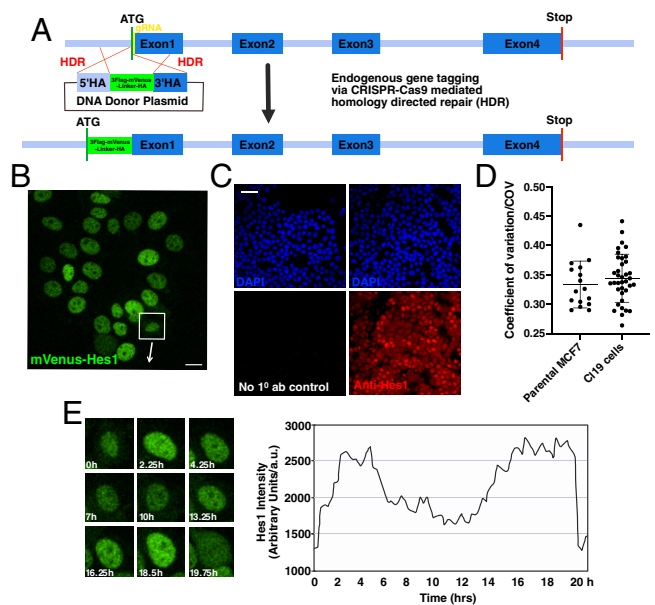 A
ATG
gRNA
Stop
Exon1
Exon2
Exon3
Exon4
HDR
HDR
5'HA
3Flag-mVenus
-Linker-HA
3'HA
DNA Donor Plasmid
Endogenous gene tagging
via CRISPR-Cas9 mediated
homology directed repair (HDR)
ATG
Stop
3Flag-mVenus
-Linker-HA
Exon1
Exon2
Exon3
Exon4
B
mVenus-Hes1
C
DAPI
DAPI
No 1⁰ ab control
Anti-Hes1
D
Coefficient of variation/COV
0.50
0.45
0.40
0.35
0.30
0.25
Parental MCF7
Cl19 cells
E
0h
2.25h
4.25h
7h
10h
13.25h
16.25h
18.5h
19.75h
Hes1 Intensity
(Arbitrary Units/a.u.)
3000
2500
2000
1500
1000
0 2 4 6 8 10 12 14 16 18 20 h
Time (hrs)